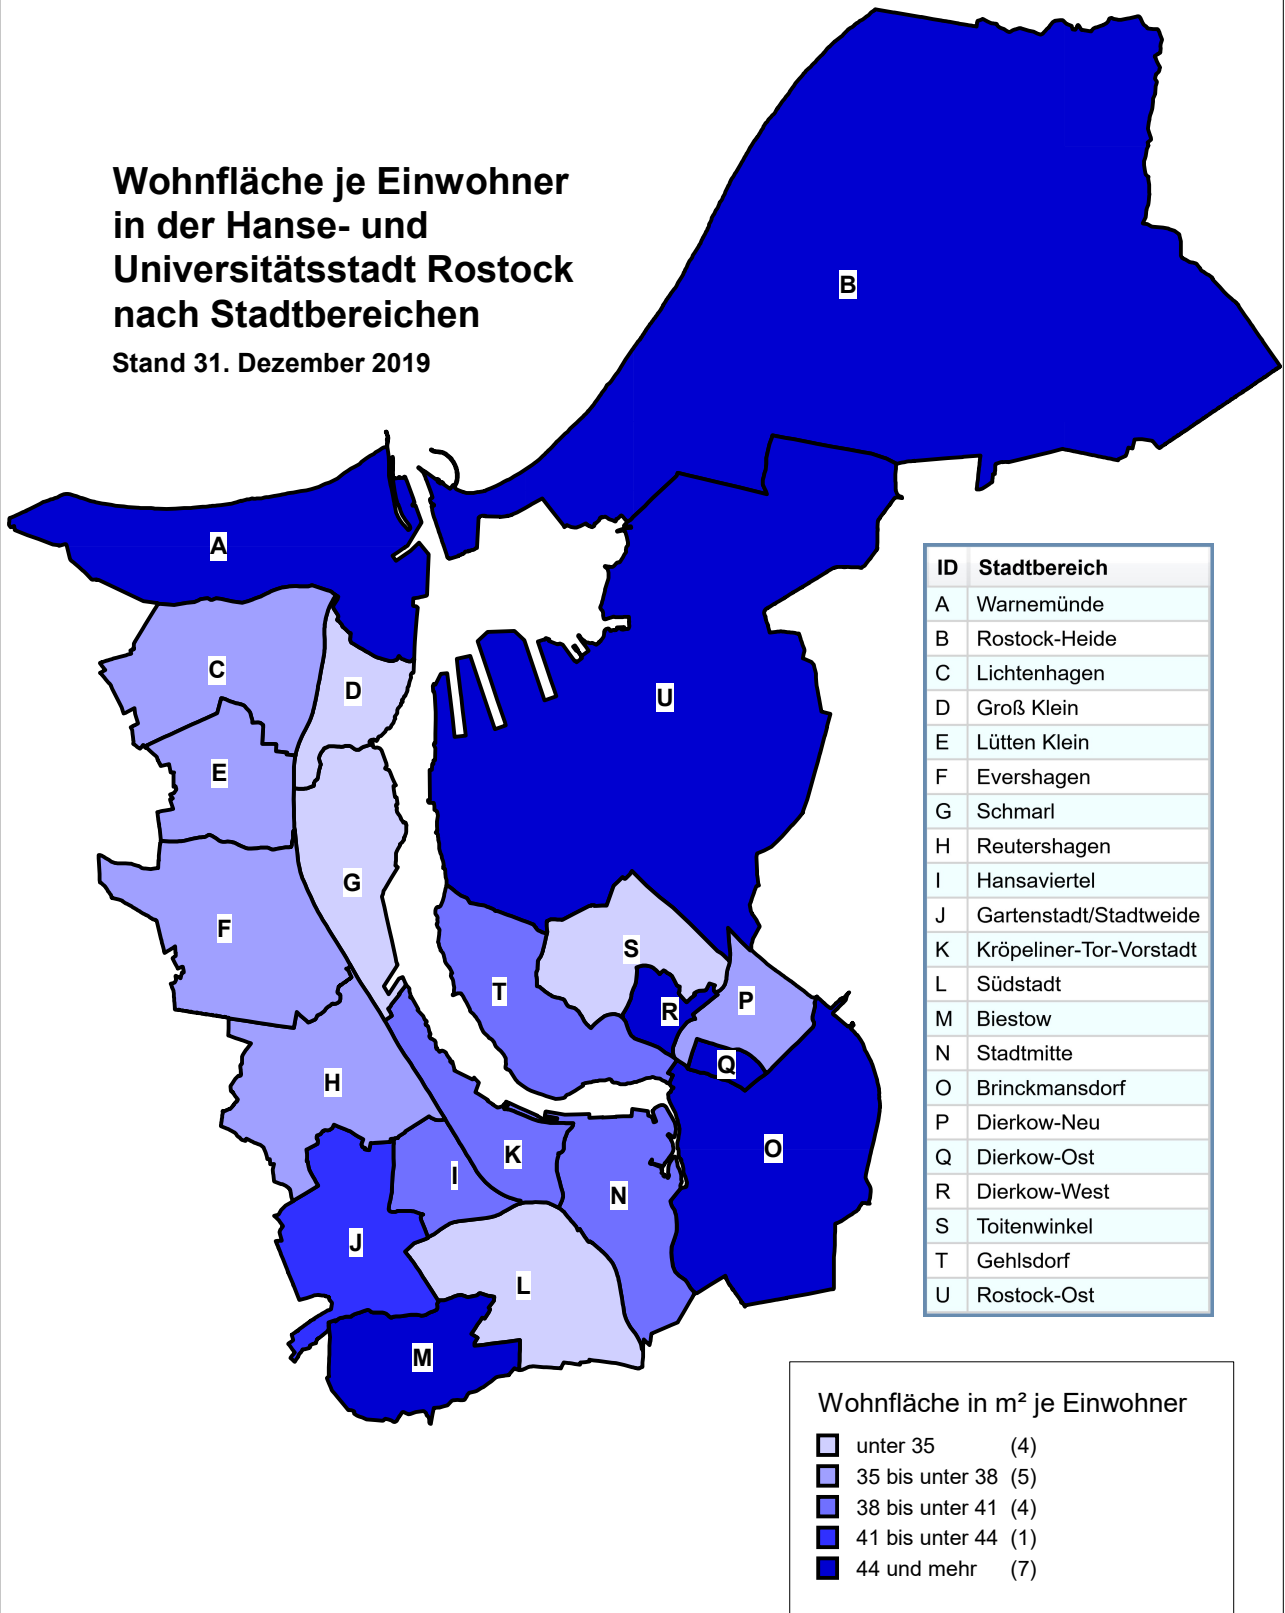 Wohnfläche je Einwohner
in der Hanse- und
Universitätsstadt Rostock
nach Stadtbereichen
Stand 31. Dezember 2019
B
A
C
D
U
E
G
F
S
T
R
P
Q
H
K
O
I
N
J
L
M
ID Stadtbereich
A Warnemünde
B Rostock-Heide
C Lichtenhagen
D Groß Klein
E Lütten Klein
F Evershagen
G Schmarl
H Reutershagen
I Hansaviertel
J Gartenstadt/Stadtweide
K Kröpeliner-Tor-Vorstadt
L Südstadt
M Biestow
N Stadtmitte
O Brinckmansdorf
P Dierkow-Neu
Q Dierkow-Ost
R Dierkow-West
S Toitenwinkel
T Gehlsdorf
U Rostock-Ost
Wohnfläche in m² je Einwohner
unter 35 (4)
35 bis unter 38 (5)
38 bis unter 41 (4)
41 bis unter 44 (1)
44 und mehr (7)